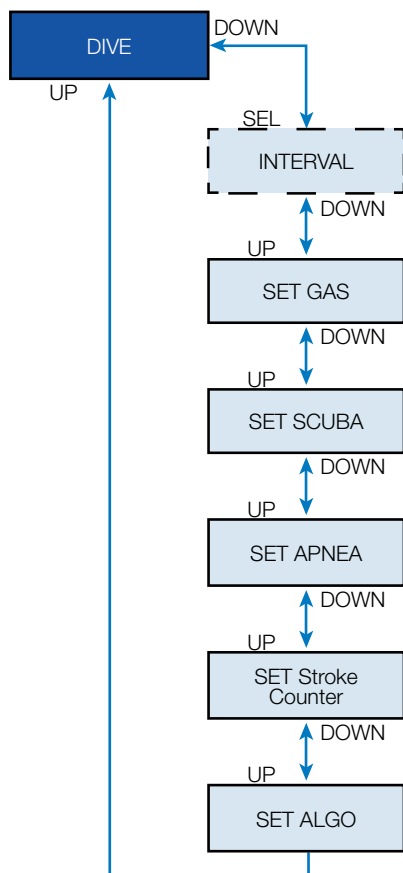 DIVE
DOWN
UP
SEL
INTERVAL
DOWN
UP
SET GAS
DOWN
UP
SET SCUBA
DOWN
UP
SET APNEA
DOWN
UP
SET Stroke
Counter
DOWN
UP
SET ALGO